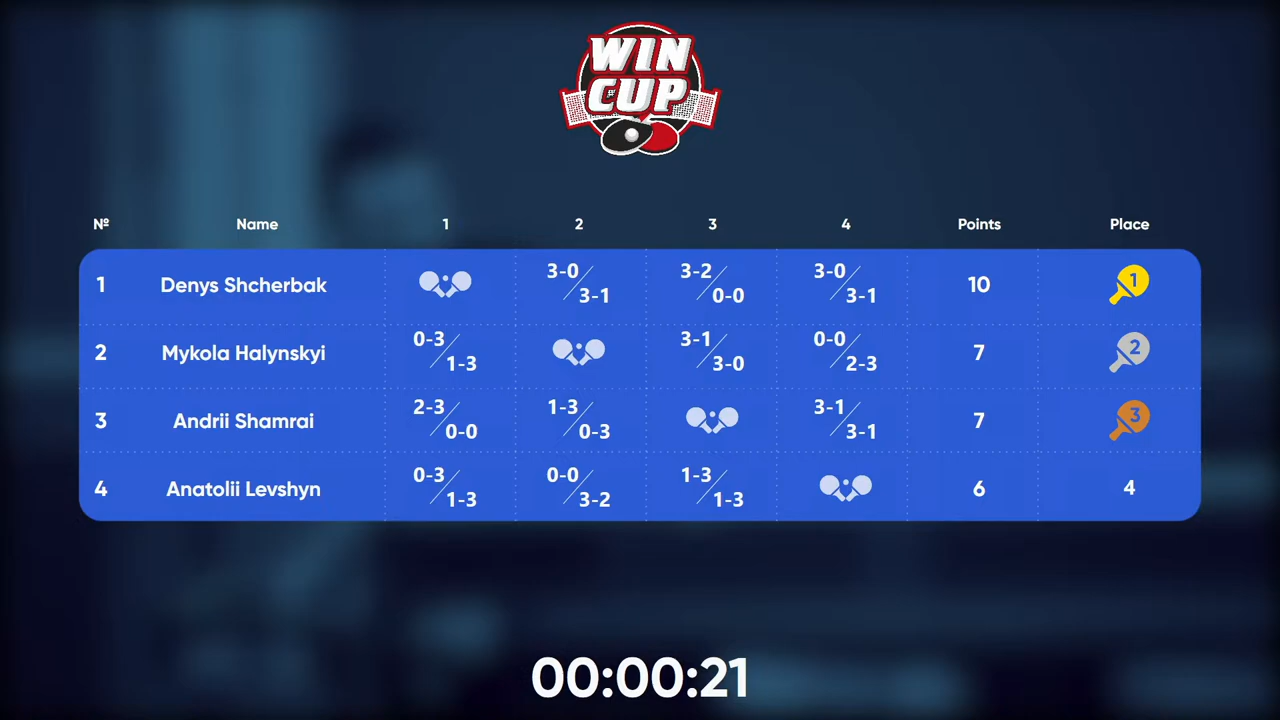 WIN
CUP
№ Name 1 2 3 4 Points Place
1 Denys Shcherbak 3-0/3-1 3-2/0-0 3-0/3-1 10 1
2 Mykola Halynskyi 0-3/1-3 3-1/3-0 0-0/2-3 7 2
3 Andrii Shamrai 2-3/0-0 1-3/0-3 3-1/3-1 7 3
4 Anatolii Levshyn 0-3/1-3 0-0/3-2 1-3/1-3 6 4
00:00:21